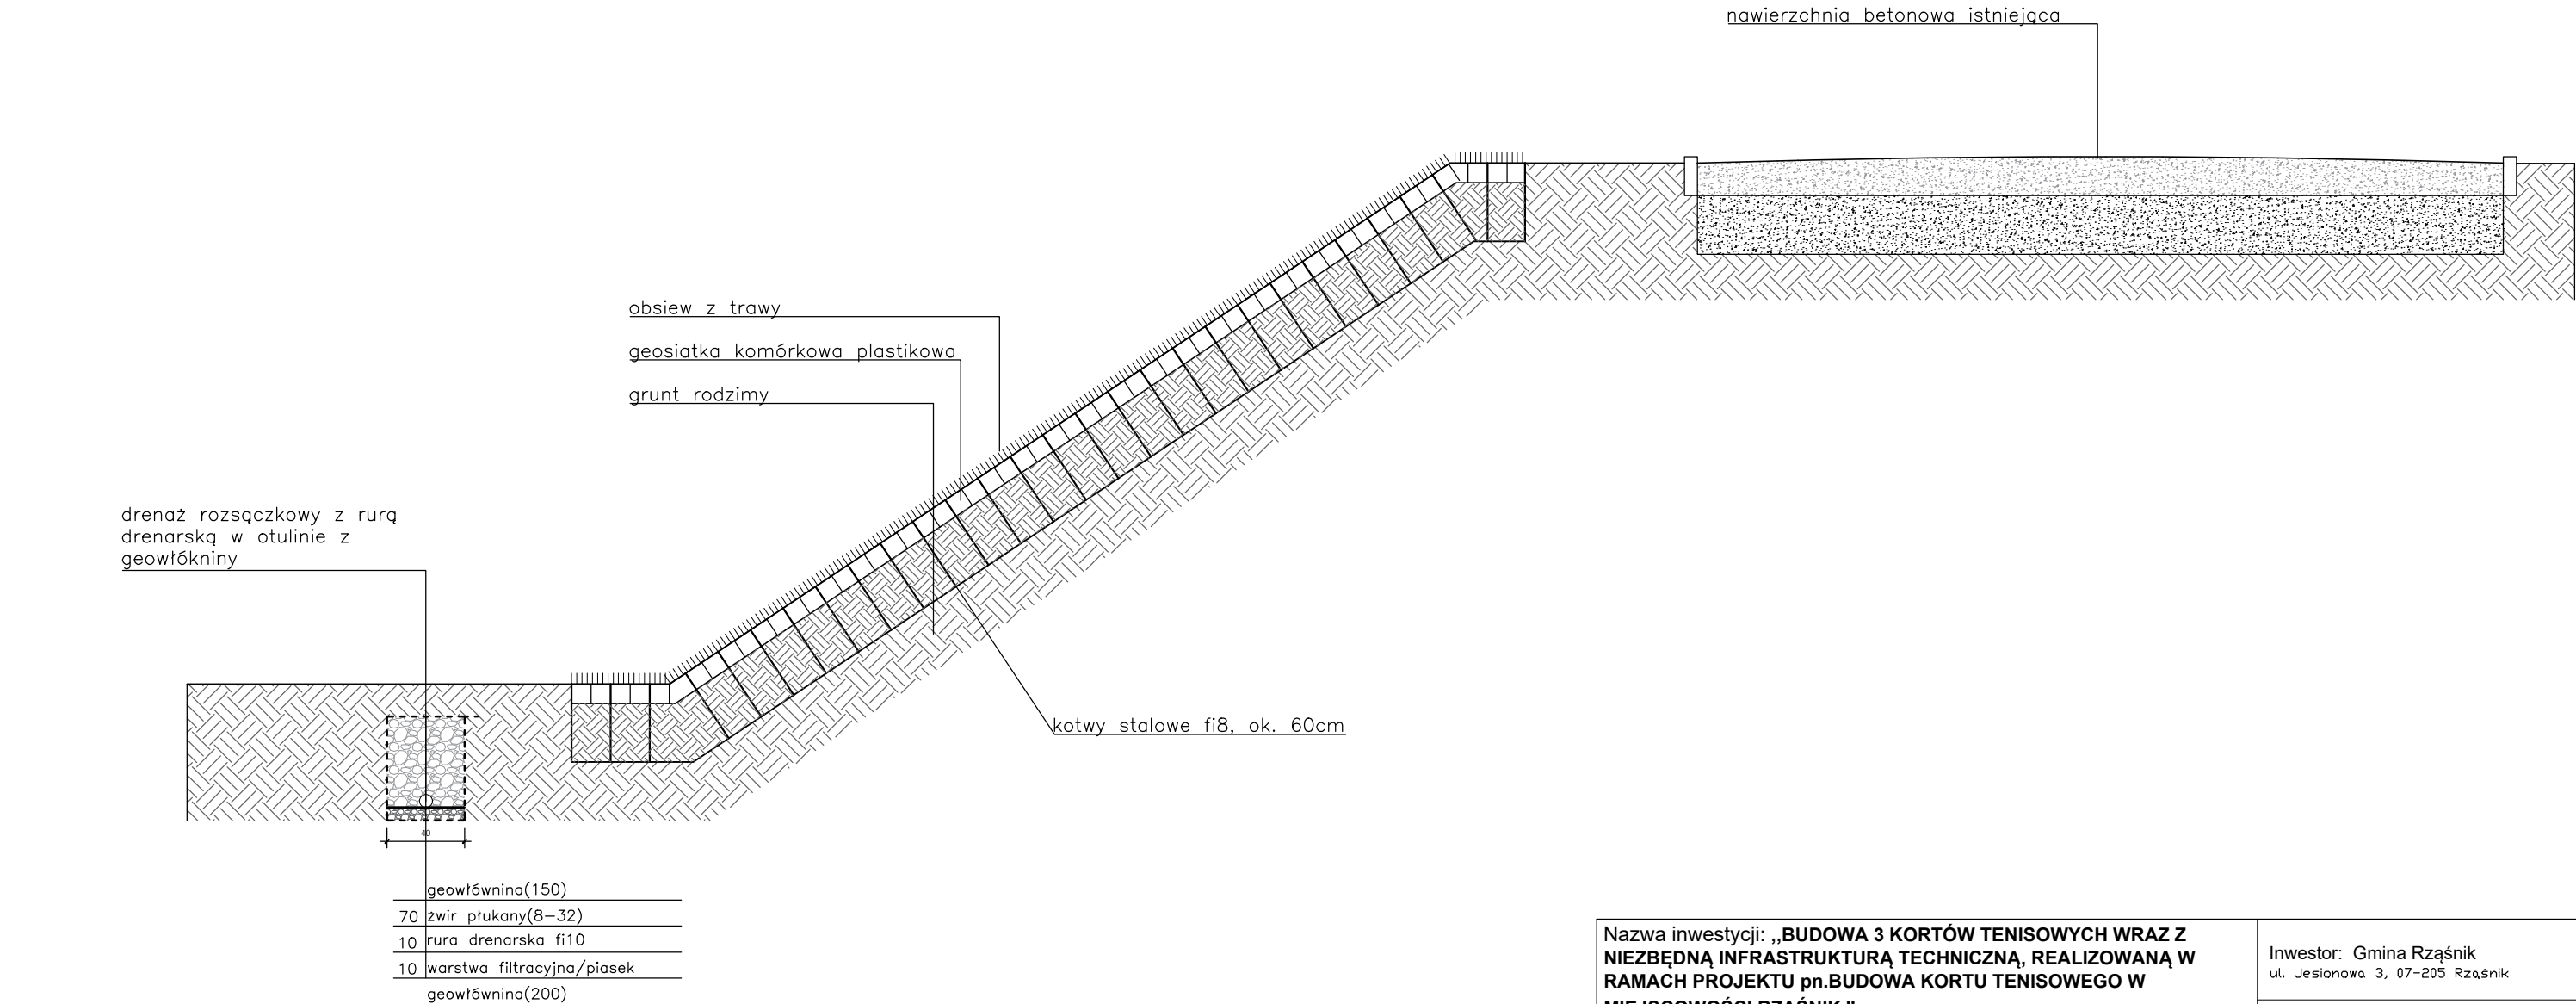 nawierzchnia betonowa istniejąca
obsiew z trawy
geosiatka komórkowa plastikowa
grunt rodzimy
drenaż rozsączkowy z rurą
drenarską w otulinie z
geowłókniny
kotwy stalowe fi8, ok. 60cm
40
geowłównina(150)
70 żwir płukany(8-32)
10 rura drenarska fi10
10 warstwa filtracyjna/piasek
geowłównina(200)
Nazwa inwestycji: ,,BUDOWA 3 KORTÓW TENISOWYCH WRAZ Z
NIEZBĘDNĄ INFRASTRUKTURĄ TECHNICZNĄ, REALIZOWANĄ W
RAMACH PROJEKTU pn.BUDOWA KORTU TENISOWEGO W
MIEJSCOWOŚCI RZĄŚNIK."
Inwestor: Gmina Rząśnik
ul. Jesionowa 3, 07-205 Rząśnik